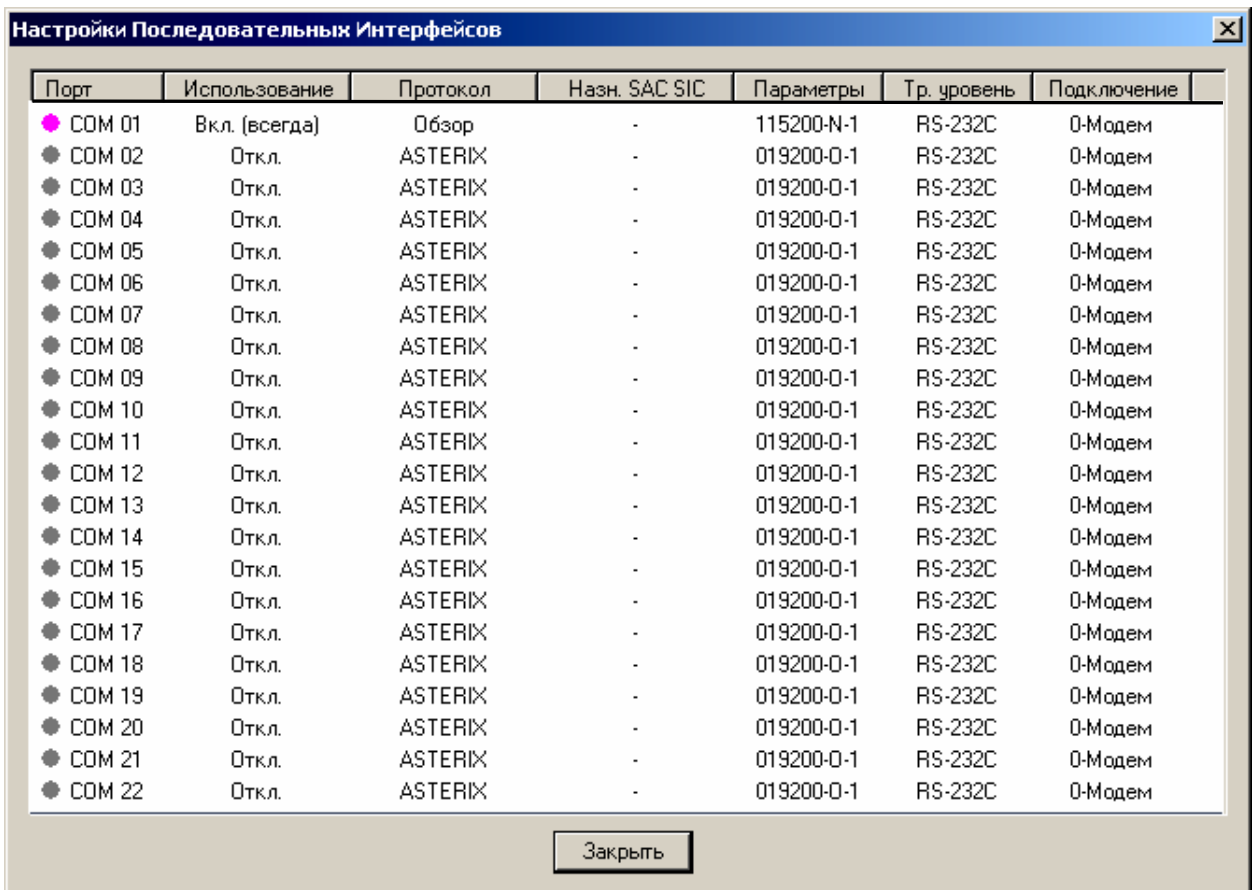 Настройки Последовательных Интерфейсов
Порт Использование Протокол Назн. SAC SIC Параметры Тр. уровень Подключение
COM 01 Вкл. (всегда) Обзор - 115200-N-1 RS-232C 0-Модем
COM 02 Откл. ASTERIX - 019200-O-1 RS-232C 0-Модем
COM 03 Откл. ASTERIX - 019200-O-1 RS-232C 0-Модем
COM 04 Откл. ASTERIX - 019200-O-1 RS-232C 0-Модем
COM 05 Откл. ASTERIX - 019200-O-1 RS-232C 0-Модем
COM 06 Откл. ASTERIX - 019200-O-1 RS-232C 0-Модем
COM 07 Откл. ASTERIX - 019200-O-1 RS-232C 0-Модем
COM 08 Откл. ASTERIX - 019200-O-1 RS-232C 0-Модем
COM 09 Откл. ASTERIX - 019200-O-1 RS-232C 0-Модем
COM 10 Откл. ASTERIX - 019200-O-1 RS-232C 0-Модем
COM 11 Откл. ASTERIX - 019200-O-1 RS-232C 0-Модем
COM 12 Откл. ASTERIX - 019200-O-1 RS-232C 0-Модем
COM 13 Откл. ASTERIX - 019200-O-1 RS-232C 0-Модем
COM 14 Откл. ASTERIX - 019200-O-1 RS-232C 0-Модем
COM 15 Откл. ASTERIX - 019200-O-1 RS-232C 0-Модем
COM 16 Откл. ASTERIX - 019200-O-1 RS-232C 0-Модем
COM 17 Откл. ASTERIX - 019200-O-1 RS-232C 0-Модем
COM 18 Откл. ASTERIX - 019200-O-1 RS-232C 0-Модем
COM 19 Откл. ASTERIX - 019200-O-1 RS-232C 0-Модем
COM 20 Откл. ASTERIX - 019200-O-1 RS-232C 0-Модем
COM 21 Откл. ASTERIX - 019200-O-1 RS-232C 0-Модем
COM 22 Откл. ASTERIX - 019200-O-1 RS-232C 0-Модем
Закрыть